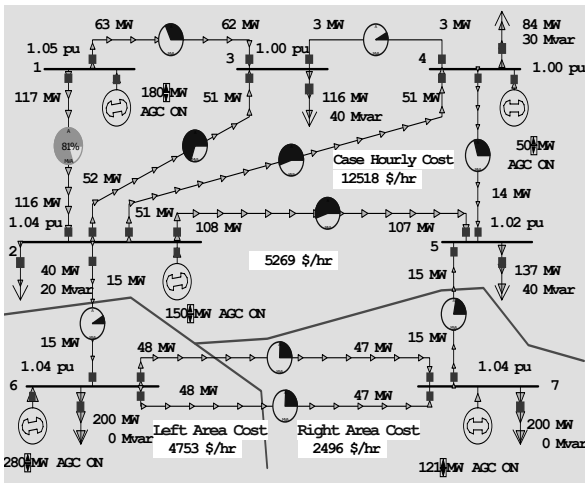 63 MW 62 MW 3 MW 3 MW 84 MW
30 Mvar
1.05 pu 1.00 pu 4 1.00 pu
1 3
117 MW 180 MW 51 MW 116 MW 51 MW
AGC ON 40 Mvar 50 MW
AGC ON
81%
Case Hourly Cost
12518 $/hr
52 MW 14 MW
116 MW 51 MW
1.04 pu 108 MW 107 MW 1.02 pu
2 5
5269 $/hr
40 MW 15 MW 15 MW 137 MW
20 Mvar 40 Mvar
150 MW AGC ON
15 MW 48 MW 47 MW 15 MW
1.04 pu 1.04 pu
6 7
48 MW 47 MW
200 MW Left Area Cost Right Area Cost 200 MW
0 Mvar 4753 $/hr 2496 $/hr 0 Mvar
280 MW AGC ON 121 MW AGC ON